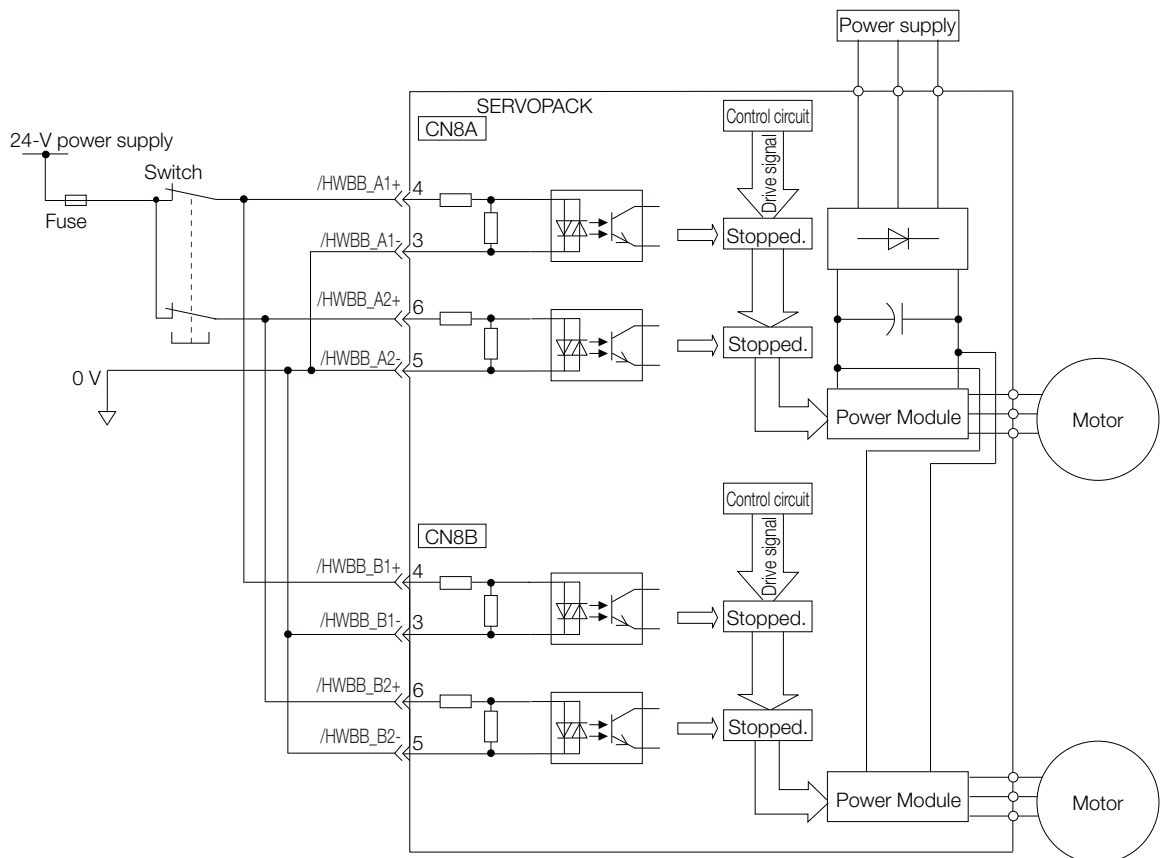 Power supply
SERVOPACK
CN8A
Control circuit
24-V power supply
Switch
Fuse
/HWBB_A1+
4
Drive signal
/HWBB_A1-
3
Stopped.
/HWBB_A2+
6
/HWBB_A2-
5
Stopped.
0 V
Power Module
Motor
Control circuit
CN8B
Drive signal
/HWBB_B1+
4
/HWBB_B1-
3
Stopped.
/HWBB_B2+
6
/HWBB_B2-
5
Stopped.
Power Module
Motor